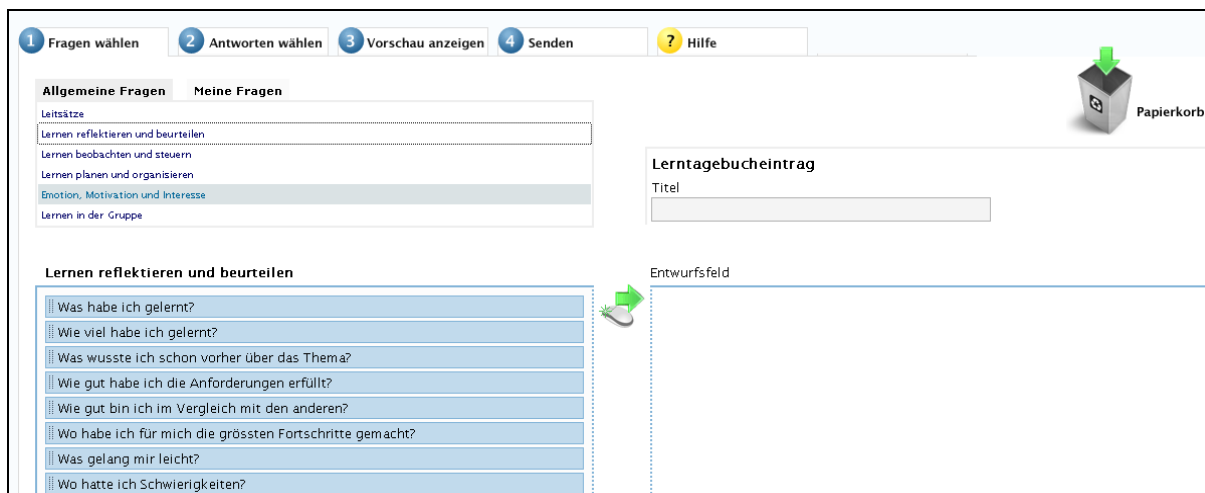 1 Fragen wählen
2 Antworten wählen
3 Vorschau anzeigen
4 Senden
? Hilfe
Papierkorb
Allgemeine Fragen
Meine Fragen
Leitsätze
Lernen reflektieren und beurteilen
Lernen beobachten und steuern
Lernen planen und organisieren
Emotion, Motivation und Interesse
Lernen in der Gruppe
Lerntagebucheintrag
Titel
Lernen reflektieren und beurteilen
Was habe ich gelernt?
Wie viel habe ich gelernt?
Was wusste ich schon vorher über das Thema?
Wie gut habe ich die Anforderungen erfüllt?
Wie gut bin ich im Vergleich mit den anderen?
Wo habe ich für mich die grössten Fortschritte gemacht?
Was gelang mir leicht?
Wo hatte ich Schwierigkeiten?
Entwurfsfeld